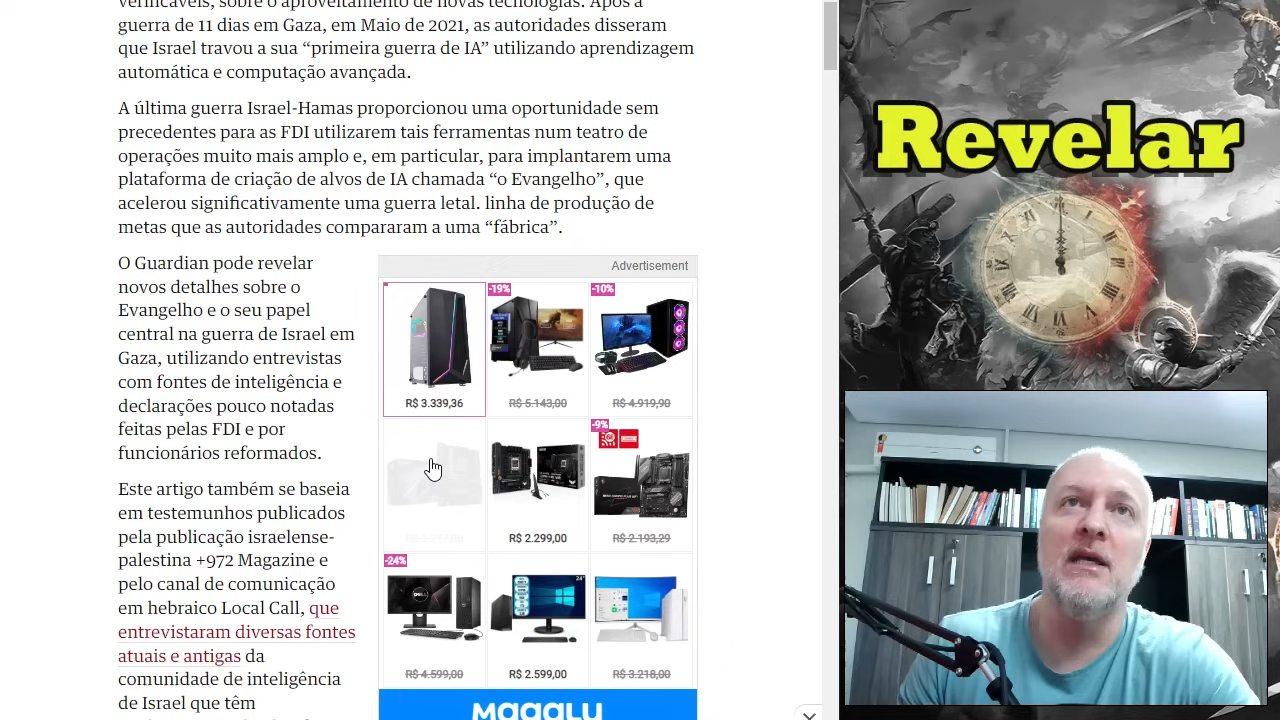 verificáveis, sobre o aproveitamento de novas tecnologias. Após a
guerra de 11 dias em Gaza, em Maio de 2021, as autoridades disseram
que Israel travou a sua “primeira guerra de IA” utilizando aprendizagem
automática e computação avançada.
A última guerra Israel-Hamas proporcionou uma oportunidade sem
precedentes para as FDI utilizarem tais ferramentas num teatro de
operações muito mais amplo e, em particular, para implantarem uma
plataforma de criação de alvos de IA chamada “o Evangelho”, que
acelerou significativamente uma guerra letal. linha de produção de
metas que as autoridades compararam a uma “fábrica”.
O Guardian pode revelar
novos detalhes sobre o
Evangelho e o seu papel
central na guerra de Israel em
Gaza, utilizando entrevistas
com fontes de inteligência e
declarações pouco notadas
feitas pelas FDI e por
funcionários reformados.
Este artigo também se baseia
em testemunhos publicados
pela publicação israelense-
palestina +972 Magazine e
pelo canal de comunicação
em hebraico Local Call, que
entrevistaram diversas fontes
atuais e antigas da
comunidade de inteligência
de Israel que têm
Advertisement
-19%
-10%
R$ 3.339,36
R$ 5.143,00
R$ 4.919,90
-9%
R$ 2.299,00
R$ 2.193,29
-24%
24"
R$ 4.599,00
R$ 2.599,00
R$ 3.218,00
Magalu
Revelar